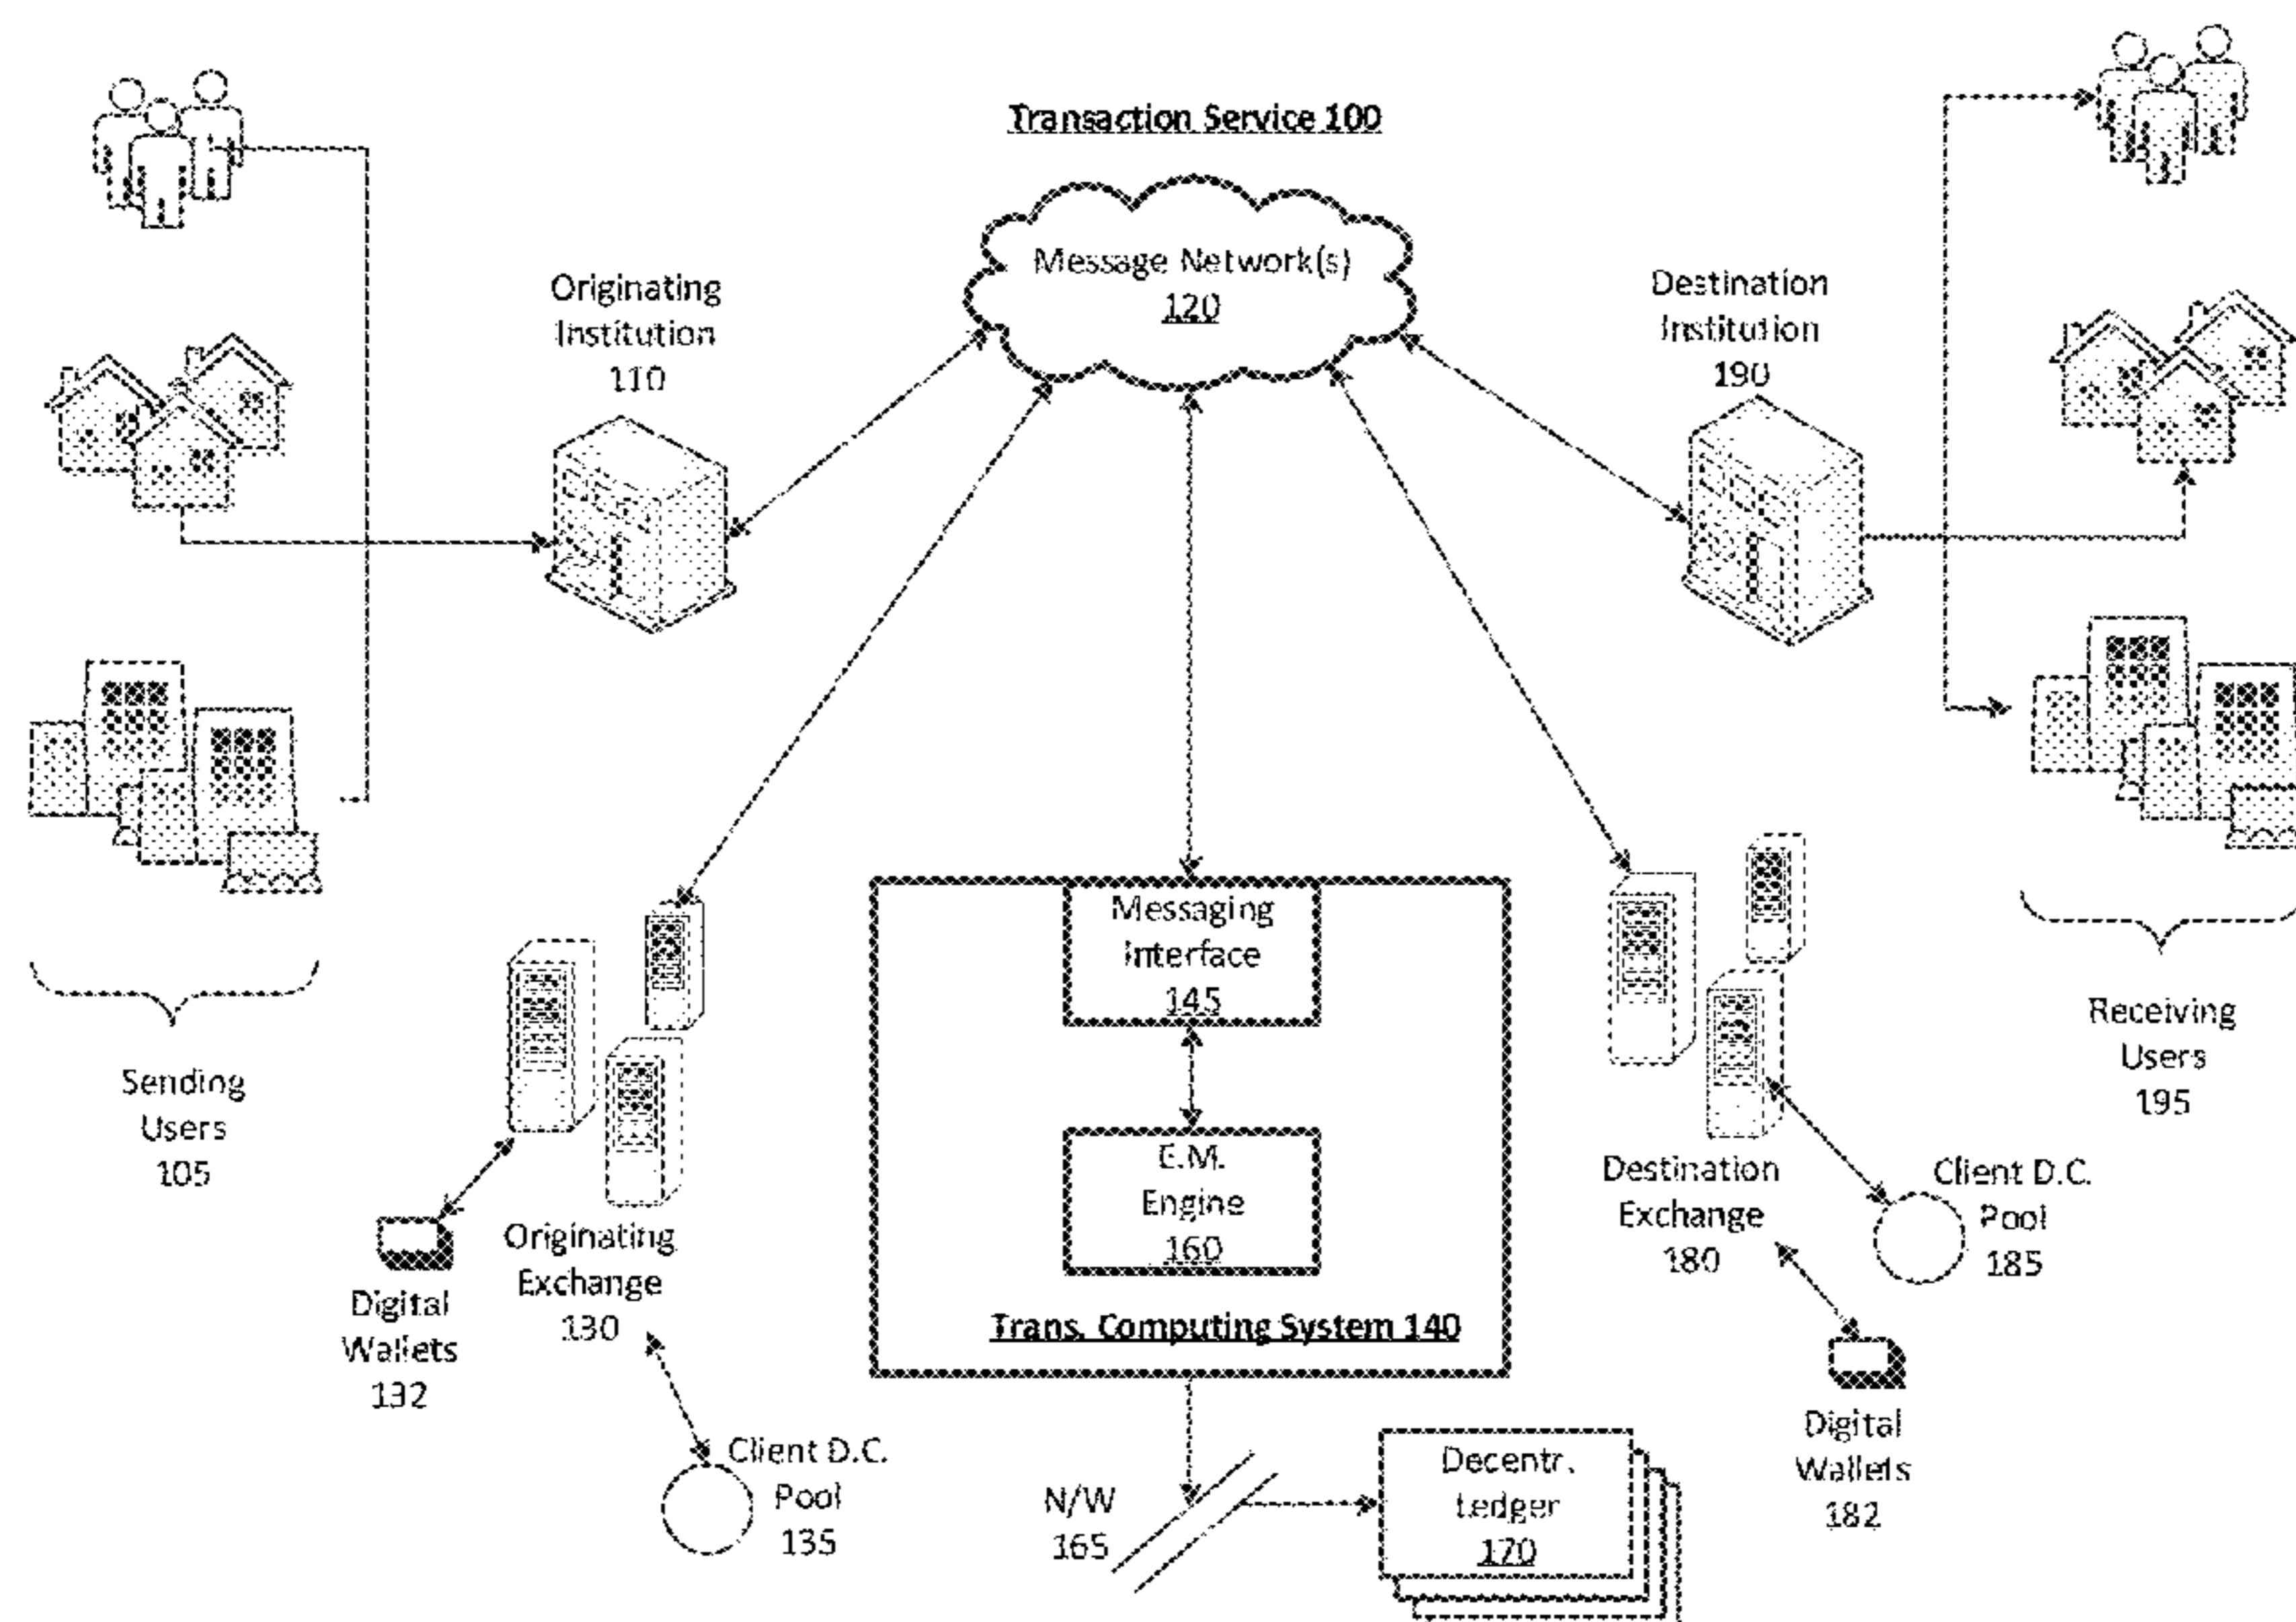 Transaction Service 100
Message Network(s)
120
Originating
Institution
110
Destination
Institution
190
Sending
Users
105
Receiving
Users
195
Messaging
Interface
145
E.M.
Engine
160
Trans. Computing System 140
Originating
Exchange
130
Digital
Wallets
132
Client D.C.
Pool
135
Destination
Exchange
180
Client D.C.
Pool
185
Digital
Wallets
182
N/W
165
Decentr.
Ledger
170